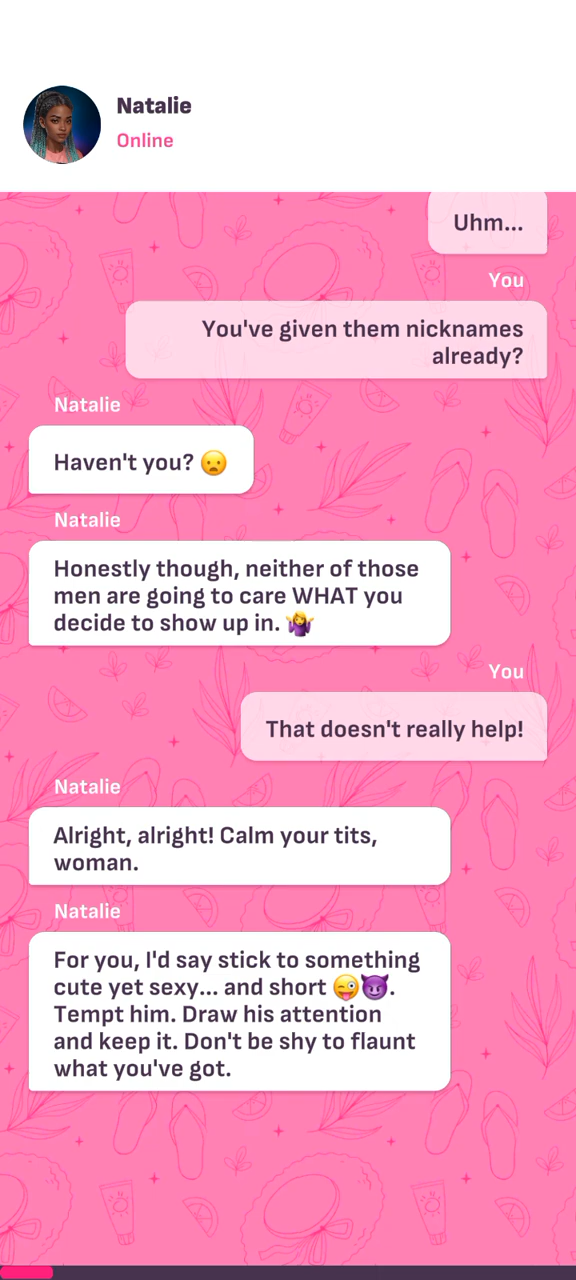 Natalie
Online
Uhm...
You
You've given them nicknames
already?
Natalie
Haven't you? 😦
Natalie
Honestly though, neither of those
men are going to care WHAT you
decide to show up in. 🤷‍♀️
You
That doesn't really help!
Natalie
Alright, alright! Calm your tits,
woman.
Natalie
For you, I'd say stick to something
cute yet sexy... and short 😜😈.
Tempt him. Draw his attention
and keep it. Don't be shy to flaunt
what you've got.